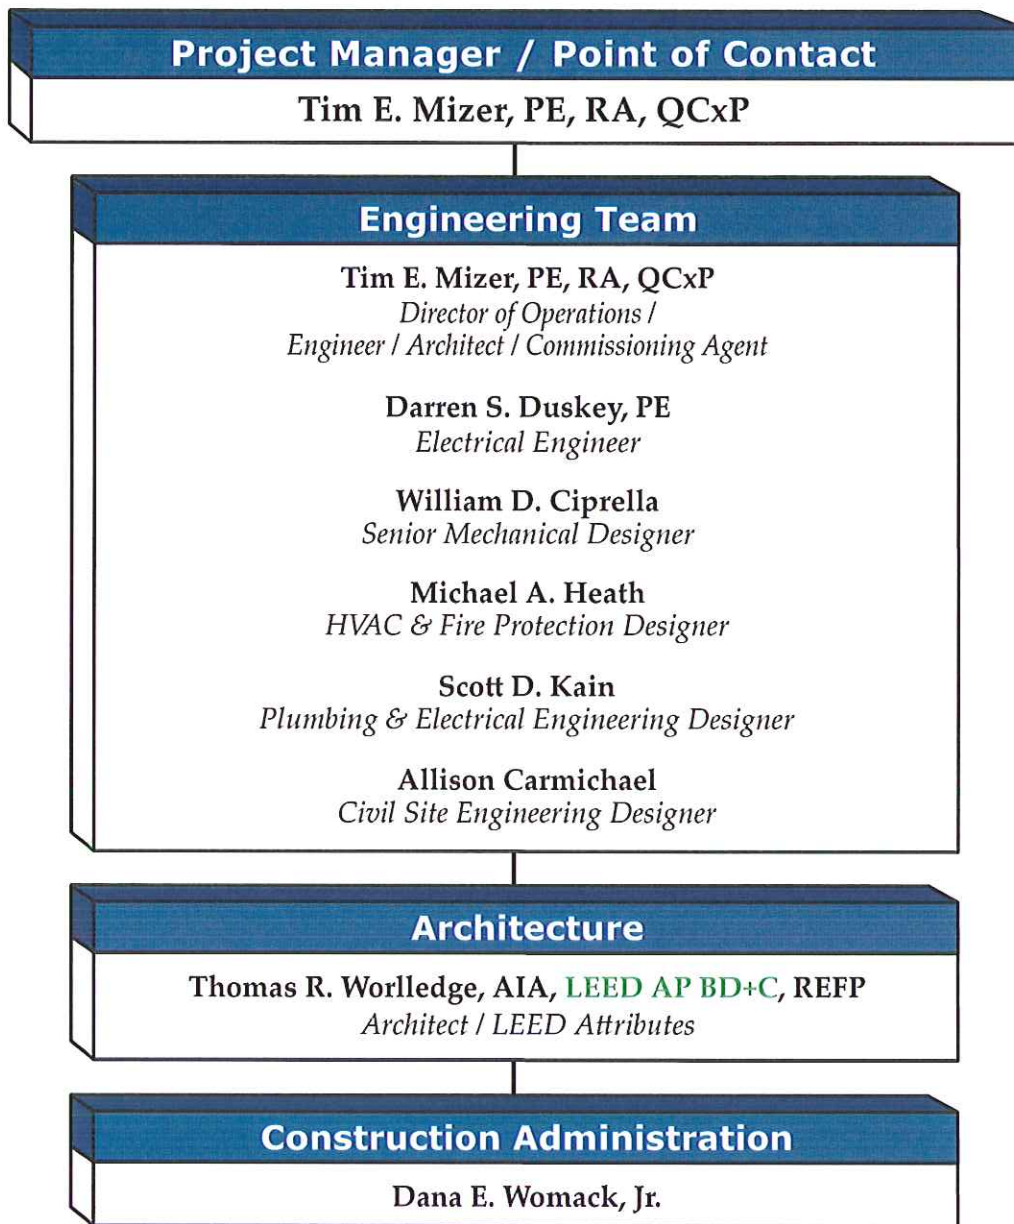 Project Manager / Point of Contact
Tim E. Mizer, PE, RA, QCxP
Engineering Team
Tim E. Mizer, PE, RA, QCxP
Director of Operations /
Engineer / Architect / Commissioning Agent
Darren S. Duskey, PE
Electrical Engineer
William D. Ciprella
Senior Mechanical Designer
Michael A. Heath
HVAC & Fire Protection Designer
Scott D. Kain
Plumbing & Electrical Engineering Designer
Allison Carmichael
Civil Site Engineering Designer
Architecture
Thomas R. Worlledge, AIA, LEED AP BD+C, REFP
Architect / LEED Attributes
Construction Administration
Dana E. Womack, Jr.